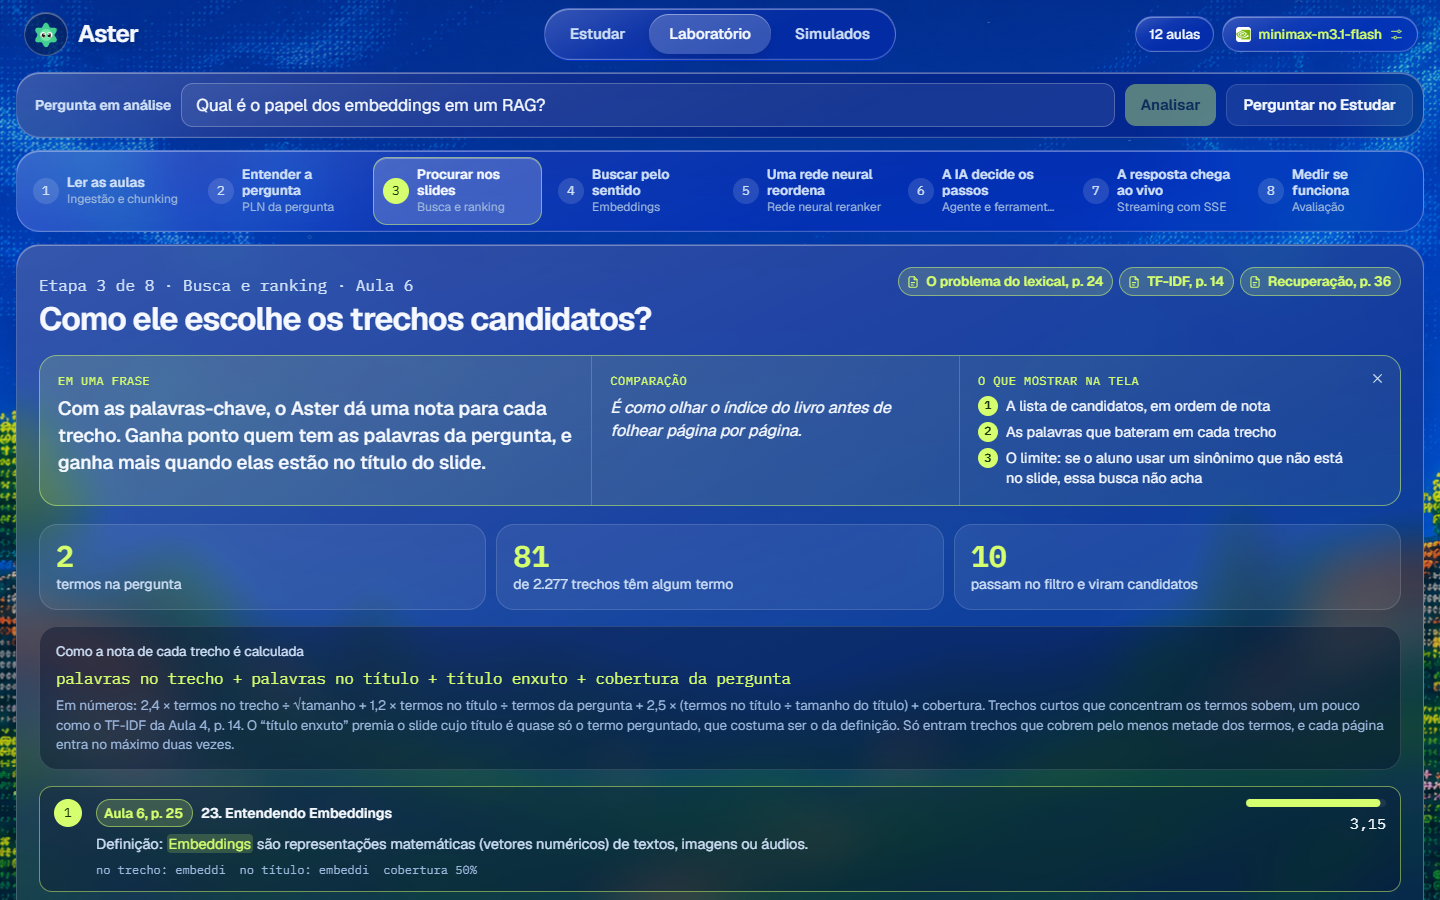 Aster
Estudar
Laboratório
Simulados
12 aulas
minimax-m3.1-flash
Pergunta em análise
Qual é o papel dos embeddings em um RAG?
Analisar
Perguntar no Estudar
1
Ler as aulas
Ingestão e chunking
2
Entender a
pergunta
PLN da pergunta
3
Procurar nos
slides
Busca e ranking
4
Buscar pelo
sentido
Embeddings
5
Uma rede neural
reordena
Rede neural reranker
6
A IA decide os
passos
Agente e ferrament...
7
A resposta chega
ao vivo
Streaming com SSE
8
Medir se
funciona
Avaliação
Etapa 3 de 8 · Busca e ranking · Aula 6
O problema do lexical, p. 24
TF-IDF, p. 14
Recuperação, p. 36
Como ele escolhe os trechos candidatos?
EM UMA FRASE
Com as palavras-chave, o Aster dá uma nota para cada
trecho. Ganha ponto quem tem as palavras da pergunta, e
ganha mais quando elas estão no título do slide.
COMPARAÇÃO
É como olhar o índice do livro antes de
folhear página por página.
O QUE MOSTRAR NA TELA
1 A lista de candidatos, em ordem de nota
2 As palavras que bateram em cada trecho
3 O limite: se o aluno usar um sinônimo que não está
no slide, essa busca não acha
2
termos na pergunta
81
de 2.277 trechos têm algum termo
10
passam no filtro e viram candidatos
Como a nota de cada trecho é calculada
palavras no trecho + palavras no título + título enxuto + cobertura da pergunta
Em números: 2,4 × termos no trecho ÷ √tamanho + 1,2 × termos no título ÷ termos da pergunta + 2,5 × (termos no título ÷ tamanho do título) + cobertura. Trechos curtos que concentram os termos sobem, um pouco
como o TF-IDF da Aula 4, p. 14. O “título enxuto” premia o slide cujo título é quase só o termo perguntado, que costuma ser o da definição. Só entram trechos que cobrem pelo menos metade dos termos, e cada página
entra no máximo duas vezes.
1
Aula 6, p. 25
23. Entendendo Embeddings
3,15
Definição: Embeddings são representações matemáticas (vetores numéricos) de textos, imagens ou áudios.
no trecho: embeddi no título: embeddi cobertura 50%